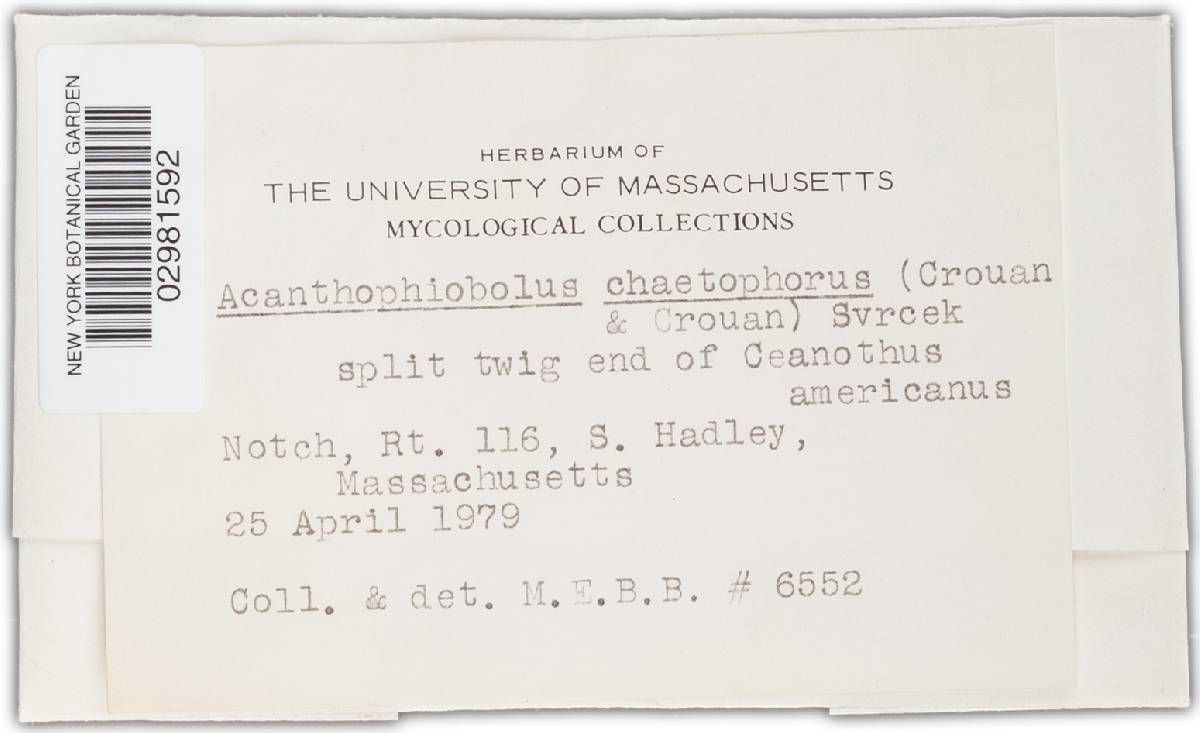 NEW YORK BOTANICAL GARDEN
02981592
HERBARIUM OF
THE UNIVERSITY OF MASSACHUSETTS
MYCOLOGICAL COLLECTIONS
Acanthophiobolus chaetophorus (Crouan
& Crouan) Svrcek
split twig end of Ceanothus
americanus
Notch, Rt. 116, S. Hadley,
Massachusetts
25 April 1979
Coll. & det. M.E.B.B. # 6552